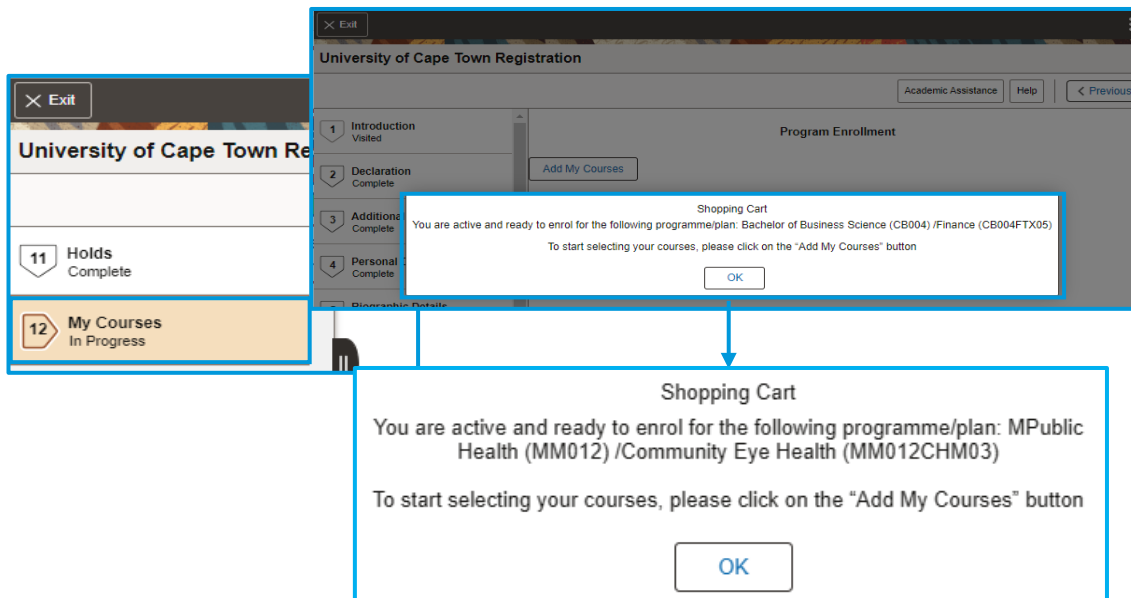 Exit
University of Cape Town Registration
Academic Assistance
Help
Previous
1
Introduction
Visited
2
Declaration
Complete
3
Additiona
Complete
4
Personal
Complete
Biographic Details
Program Enrollment
Add My Courses
Shopping Cart
You are active and ready to enrol for the following programme/plan: Bachelor of Business Science (CB004) /Finance (CB004FTX05)
To start selecting your courses, please click on the “Add My Courses” button
OK
Exit
University of Cape Town Re
11
Holds
Complete
12
My Courses
In Progress
Shopping Cart
You are active and ready to enrol for the following programme/plan: MPublic
Health (MM012) /Community Eye Health (MM012CHM03)
To start selecting your courses, please click on the “Add My Courses” button
OK